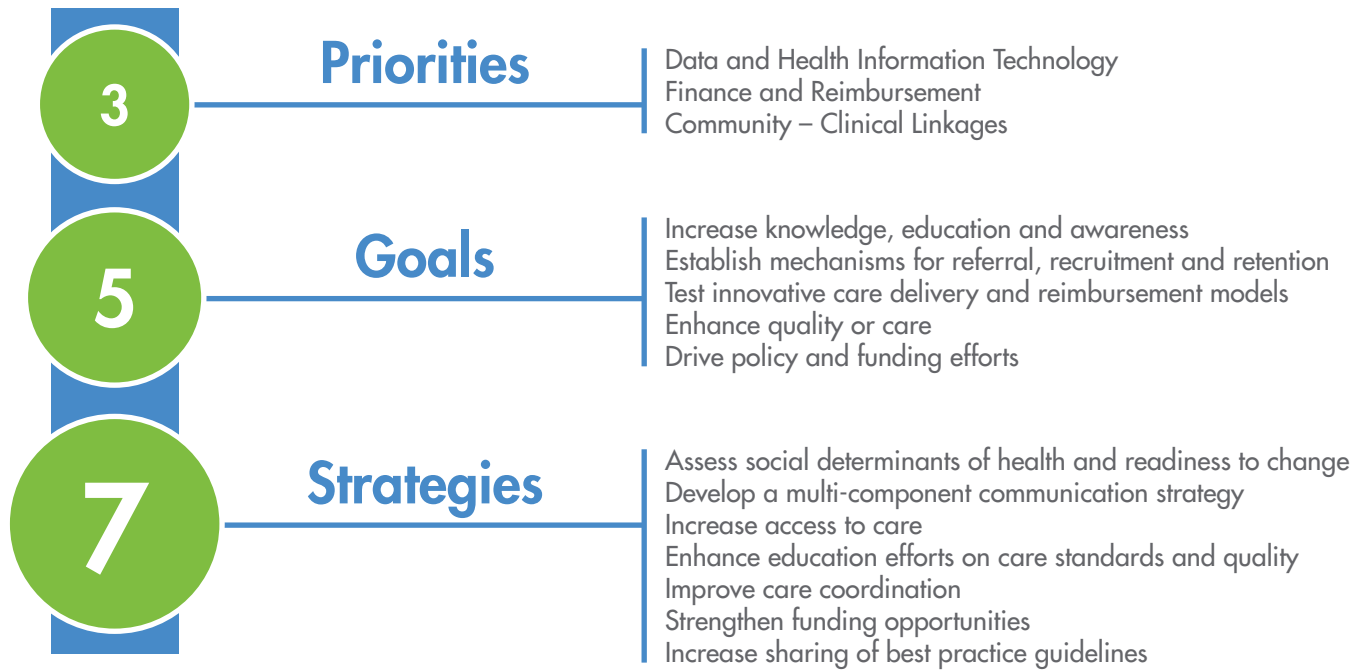 3
Priorities
Data and Health Information Technology
Finance and Reimbursement
Community – Clinical Linkages
5
Goals
Increase knowledge, education and awareness
Establish mechanisms for referral, recruitment and retention
Test innovative care delivery and reimbursement models
Enhance quality or care
Drive policy and funding efforts
7
Strategies
Assess social determinants of health and readiness to change
Develop a multi-component communication strategy
Increase access to care
Enhance education efforts on care standards and quality
Improve care coordination
Strengthen funding opportunities
Increase sharing of best practice guidelines